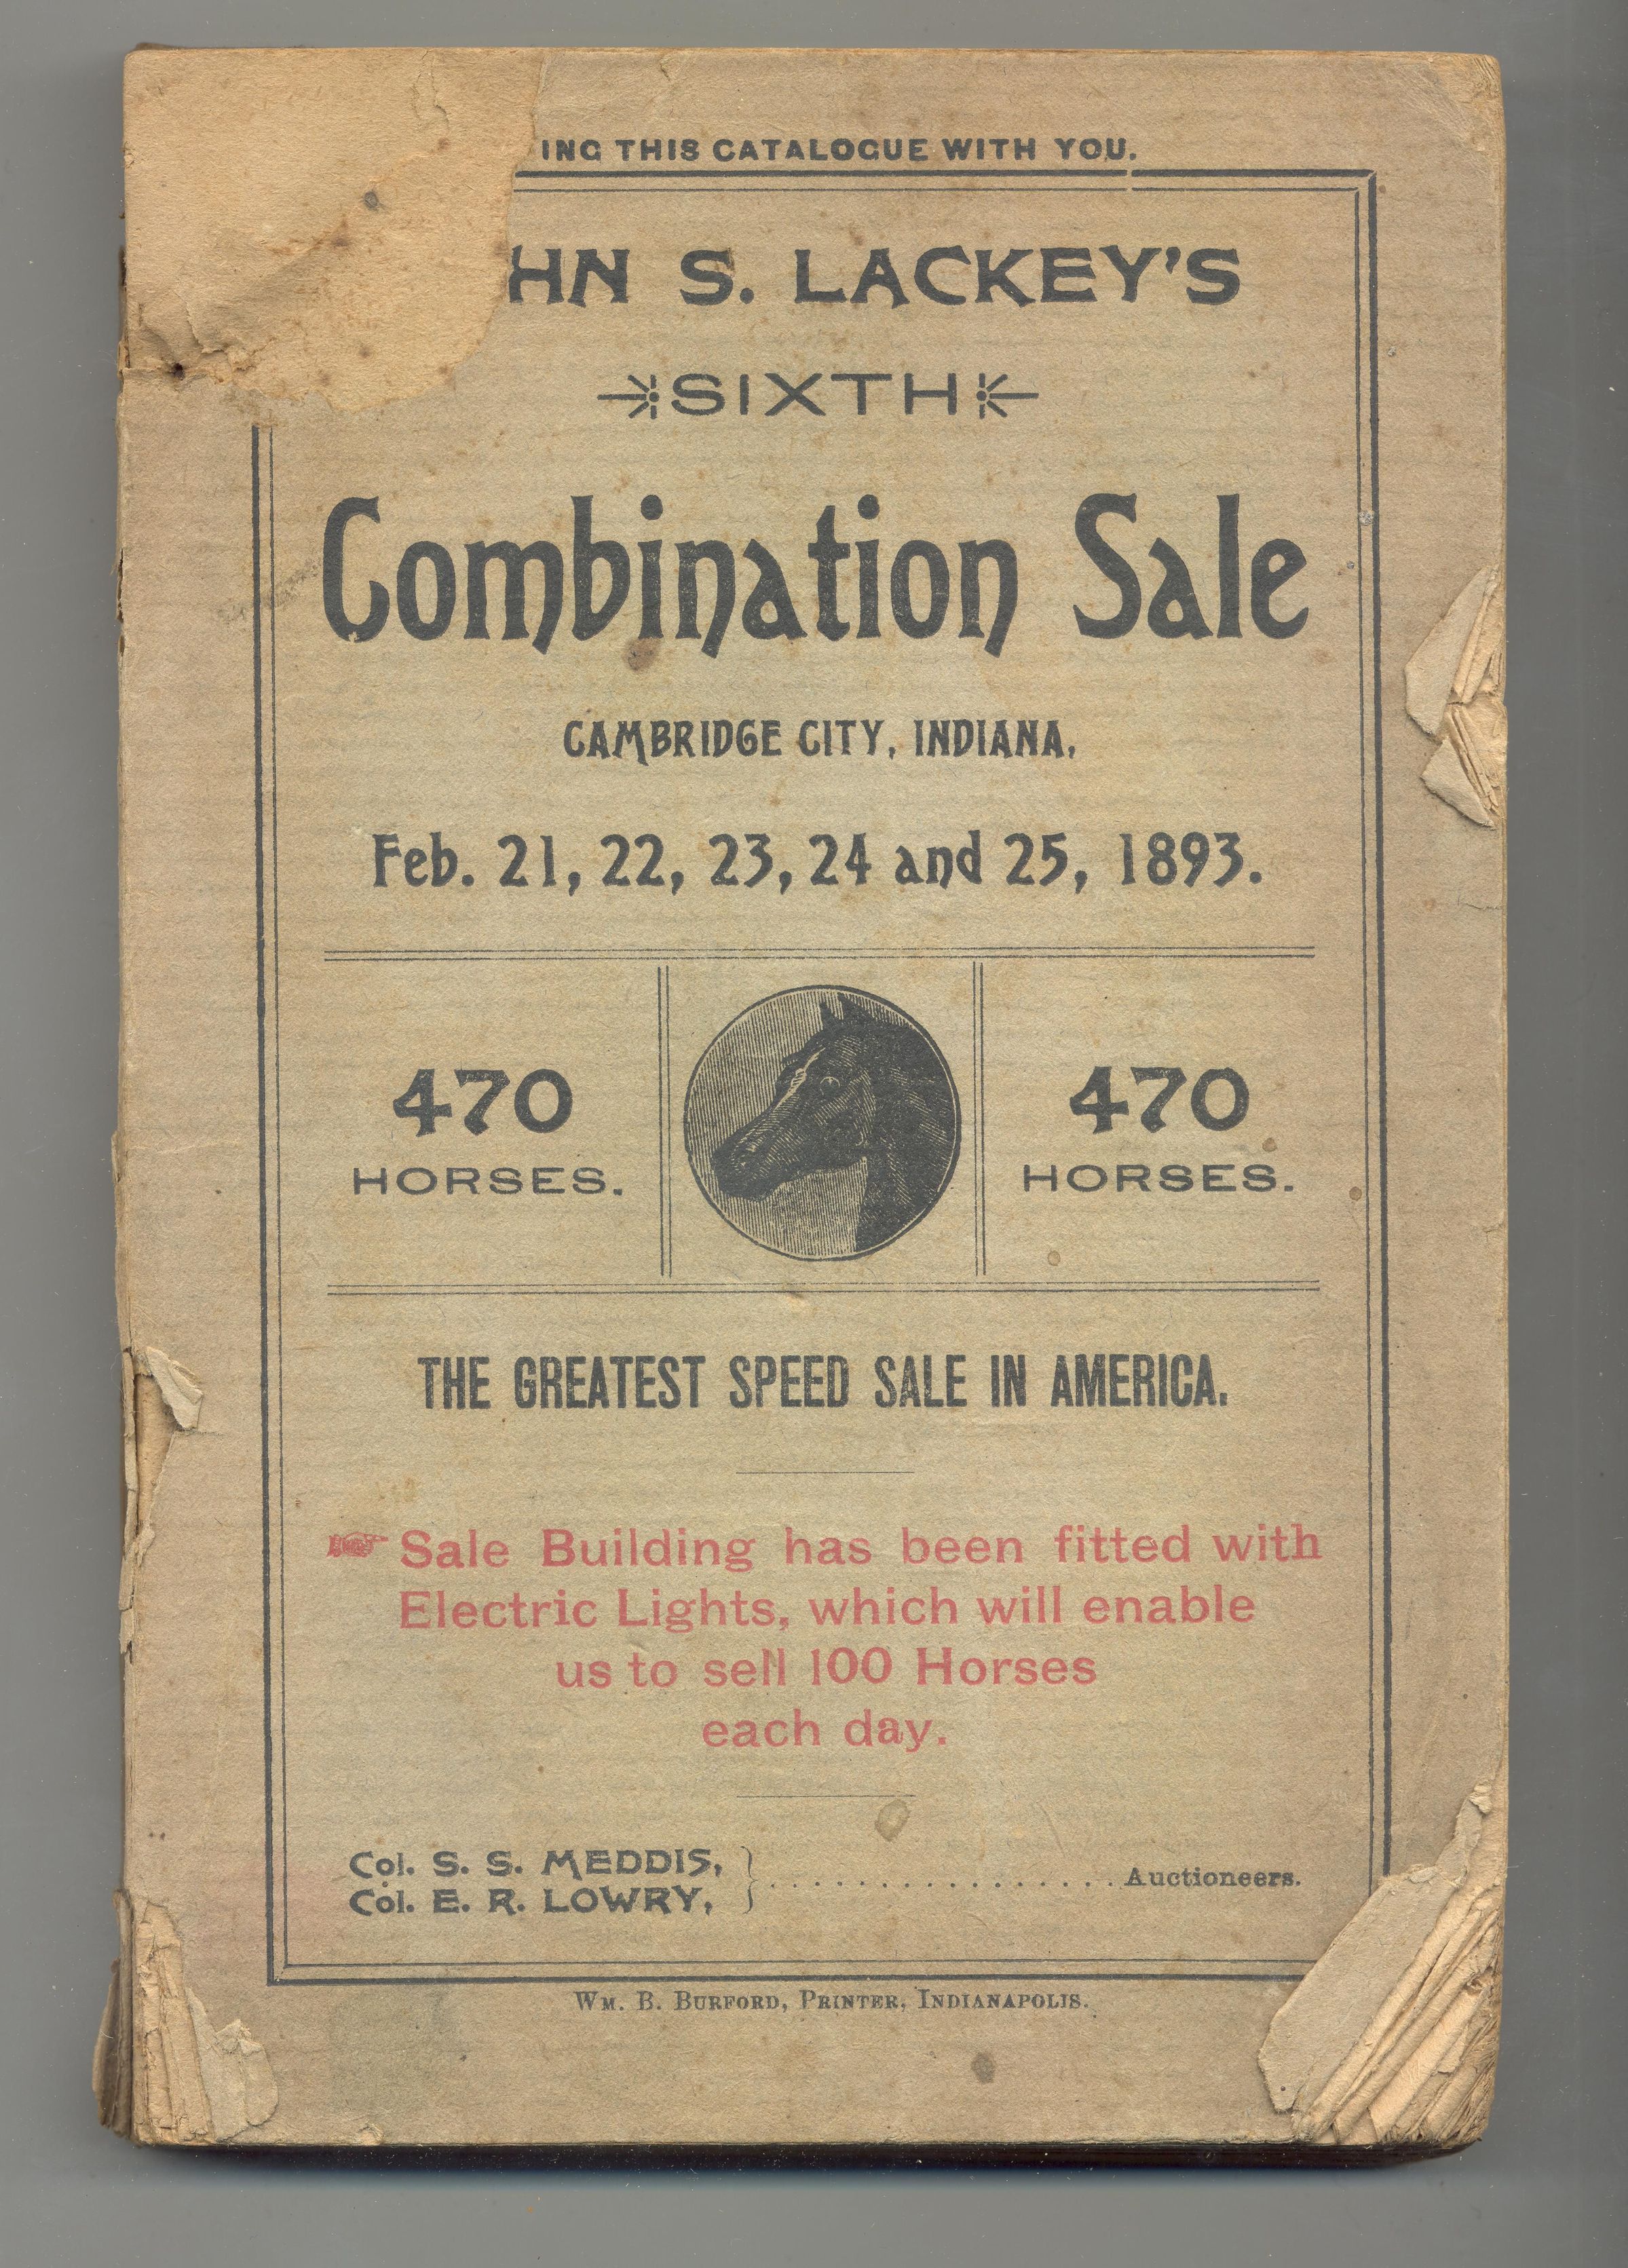 ING THIS CATALOGUE WITH YOU.
HN S. LACKEY'S
SIXTH
Combination Sale
CAMBRIDGE CITY, INDIANA,
Feb. 21, 22, 23, 24 and 25, 1893.
470
HORSES.
470
HORSES.
THE GREATEST SPEED SALE IN AMERICA.
☞ Sale Building has been fitted with
Electric Lights, which will enable
us to sell 100 Horses
each day.
Col. S. S. MEDDIS,
Col. E. R. LOWRY, } .................. Auctioneers.
WM. B. BURFORD, PRINTER, INDIANAPOLIS.